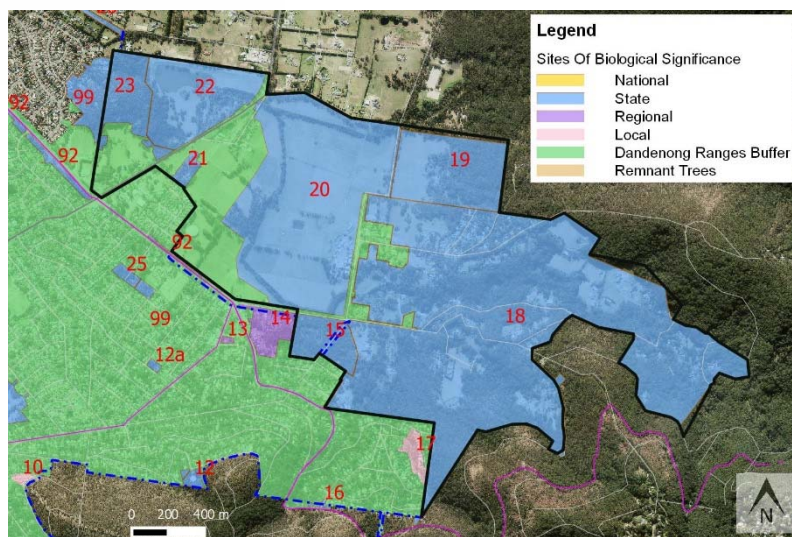 Legend
Sites Of Biological Significance
National
State
Regional
Local
Dandenong Ranges Buffer
Remnant Trees
92
99
23
22
19
92
21
20
92
25
18
99
13
14
15
12a
17
10
16
0 200 400 m
N